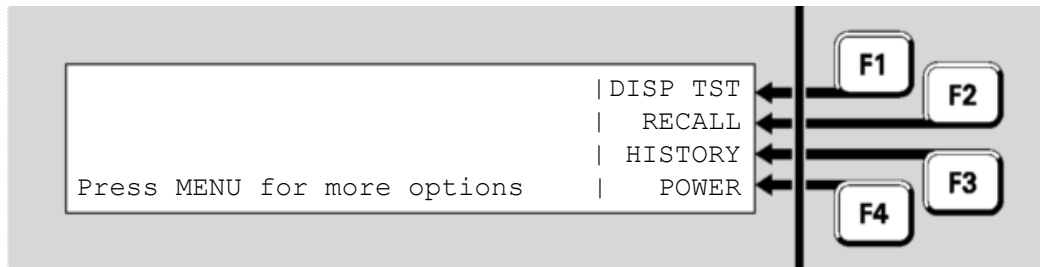 |DISP TST
| RECALL
| HISTORY
Press MENU for more options | POWER
F1
F2
F3
F4